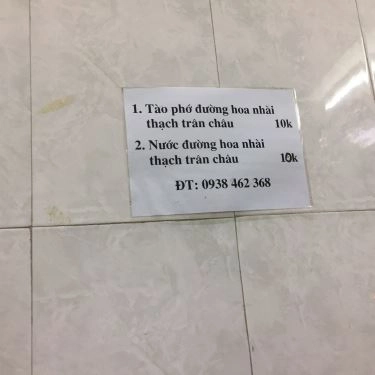 1. Tào phớ đường hoa nhài
thạch trân châu 10k
2. Nước đường hoa nhài
thạch trân châu 10k
ĐT: 0938 462 368